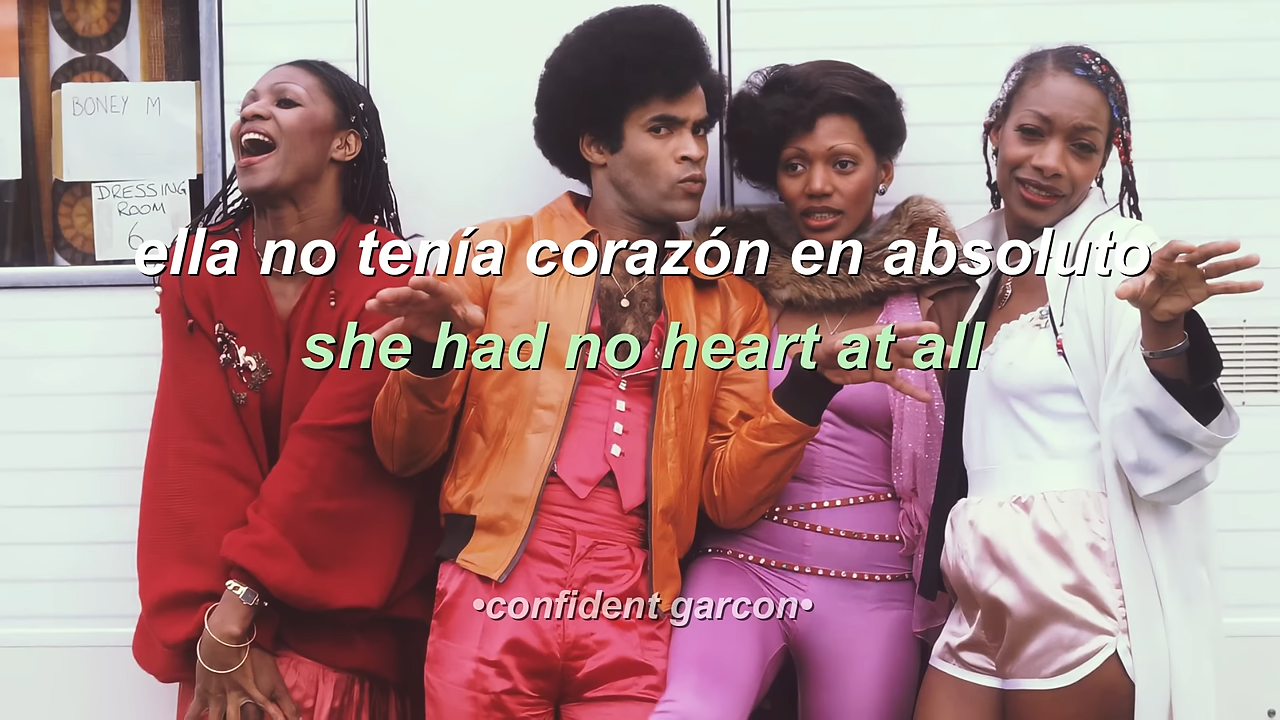 BONEY M
DRESSING
ROOM
6
ella no tenía corazón en absoluto
she had no heart at all
•confident garcon•